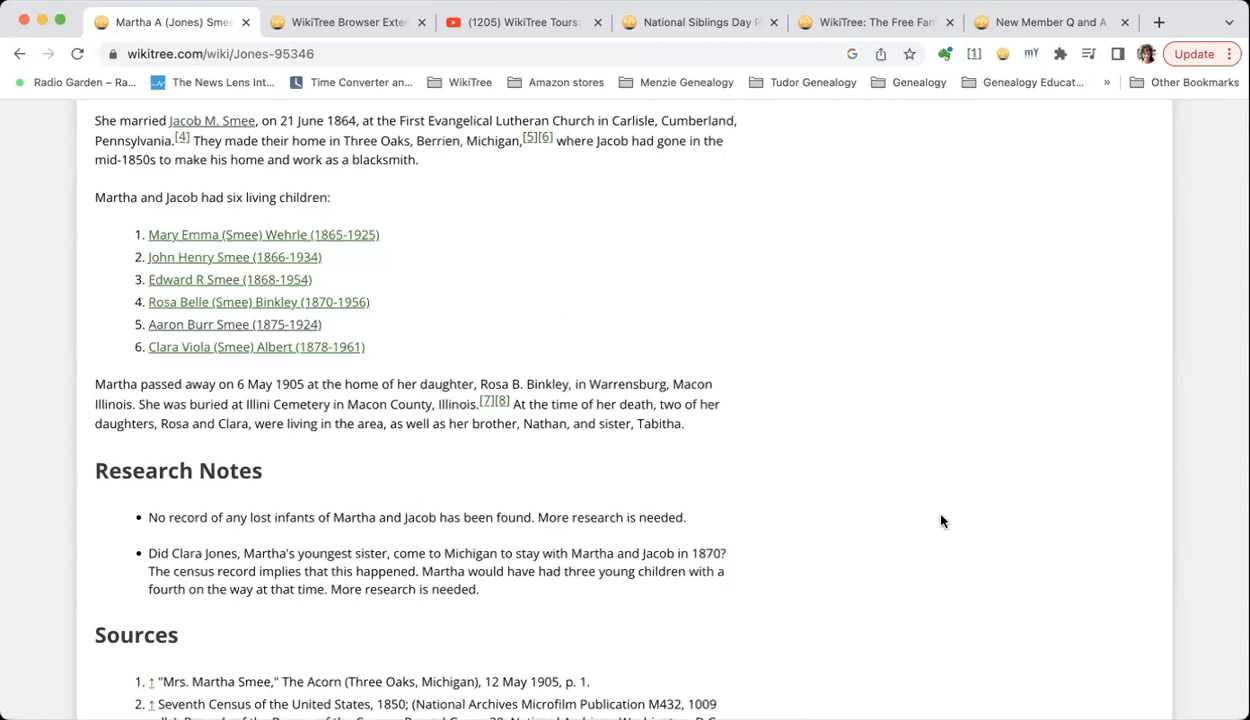 Martha A (Jones) Smee
WikiTree Browser Exter
(1205) WikiTree Tours:
National Siblings Day
WikiTree: The Free Fan
New Member Q and A
wikitree.com/wiki/Jones-95346
[1]
mY
Update
Radio Garden – Ra...
The News Lens Int...
Time Converter an...
WikiTree
Amazon stores
Menzie Genealogy
Tudor Genealogy
Genealogy
Genealogy Educat...
»
Other Bookmarks
She married Jacob M. Smee, on 21 June 1864, at the First Evangelical Lutheran Church in Carlisle, Cumberland,
Pennsylvania.[4] They made their home in Three Oaks, Berrien, Michigan,[5][6] where Jacob had gone in the
mid-1850s to make his home and work as a blacksmith.
Martha and Jacob had six living children:
1. Mary Emma (Smee) Wehrle (1865-1925)
2. John Henry Smee (1866-1934)
3. Edward R Smee (1868-1954)
4. Rosa Belle (Smee) Binkley (1870-1956)
5. Aaron Burr Smee (1875-1924)
6. Clara Viola (Smee) Albert (1878-1961)
Martha passed away on 6 May 1905 at the home of her daughter, Rosa B. Binkley, in Warrensburg, Macon
Illinois. She was buried at Illini Cemetery in Macon County, Illinois.[7][8] At the time of her death, two of her
daughters, Rosa and Clara, were living in the area, as well as her brother, Nathan, and sister, Tabitha.
Research Notes
• No record of any lost infants of Martha and Jacob has been found. More research is needed.
• Did Clara Jones, Martha's youngest sister, come to Michigan to stay with Martha and Jacob in 1870?
The census record implies that this happened. Martha would have had three young children with a
fourth on the way at that time. More research is needed.
Sources
1. ↑ "Mrs. Martha Smee," The Acorn (Three Oaks, Michigan), 12 May 1905, p. 1.
2. ↑ Seventh Census of the United States, 1850; (National Archives Microfilm Publication M432, 1009